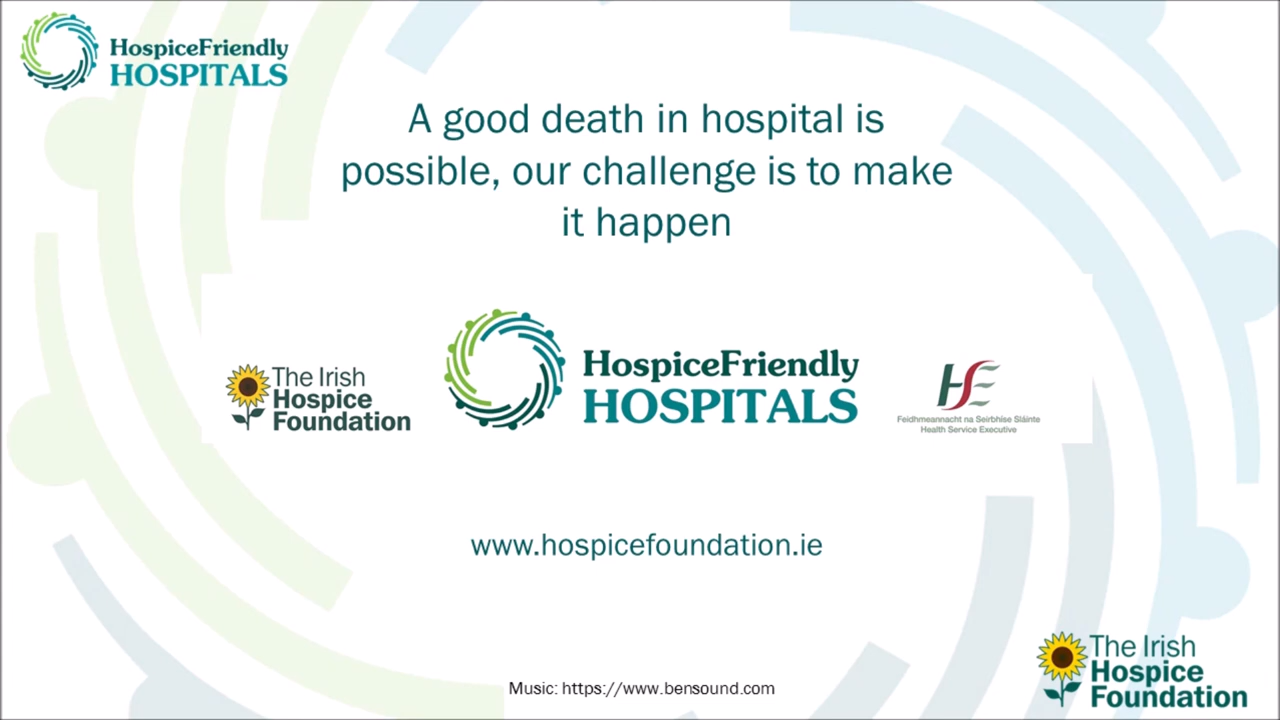 HospiceFriendly
HOSPITALS
A good death in hospital is
possible, our challenge is to make
it happen
The Irish
Hospice
Foundation
HospiceFriendly
HOSPITALS
HSE
Feidhmeannacht na Seirbhíse Sláinte
Health Service Executive
www.hospicefoundation.ie
Music: https://www.bensound.com
The Irish
Hospice
Foundation